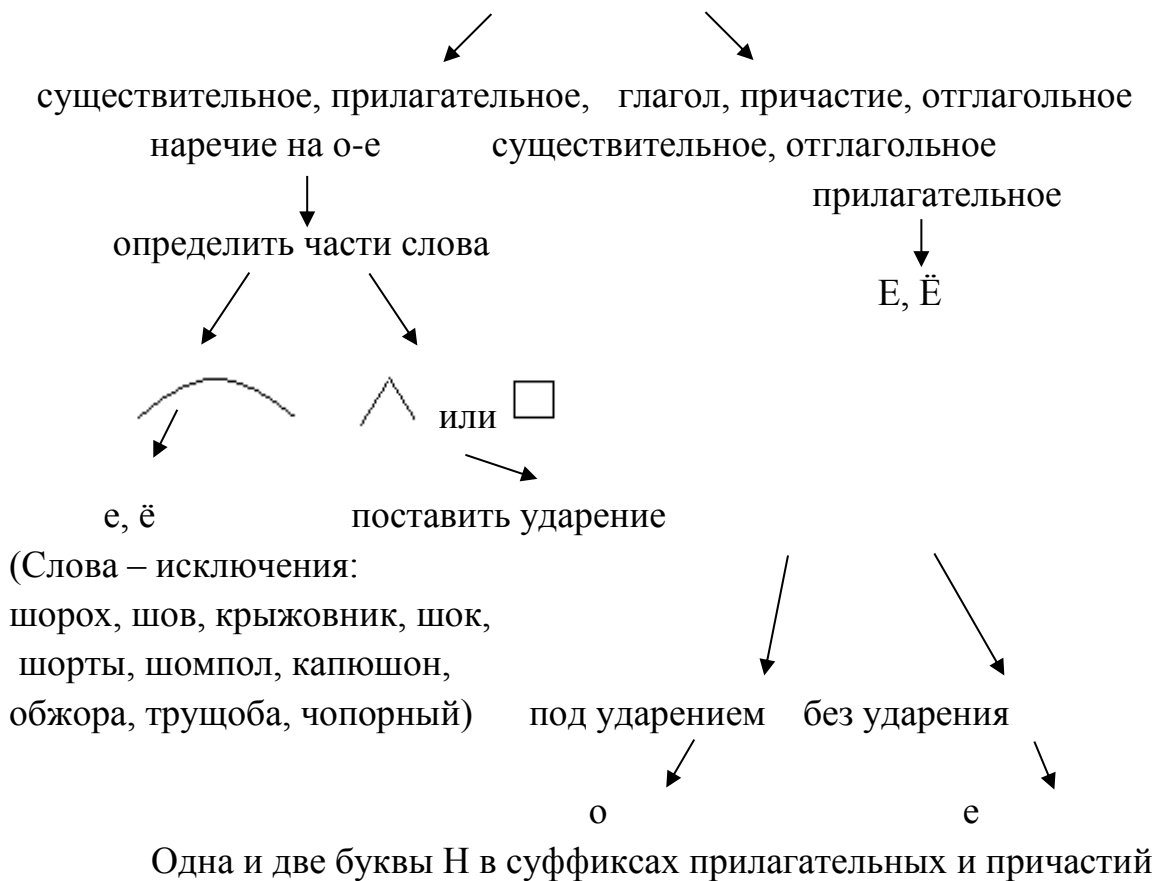 существительное, прилагательное, глагол, причастие, отглагольное
наречие на о-е существительное, отглагольное
прилагательное
определить части слова
Е, Ё
или
е, ё поставить ударение
(Слова – исключения:
шорох, шов, крыжовник, шок,
шорты, шомпол, капюшон,
обжора, трущоба, чопорный) под ударением без ударения
о е
Одна и две буквы Н в суффиксах прилагательных и причастий